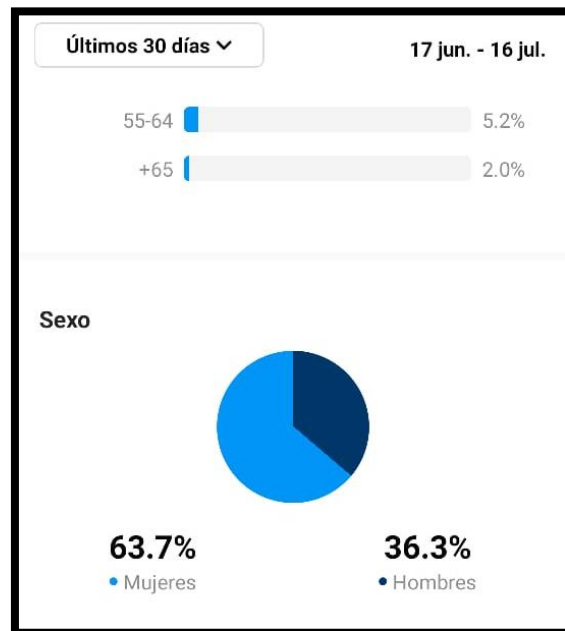 Últimos 30 días
17 jun. - 16 jul.
55-64 5.2%
+65 2.0%
Sexo
63.7% 36.3%
Mujeres Hombres